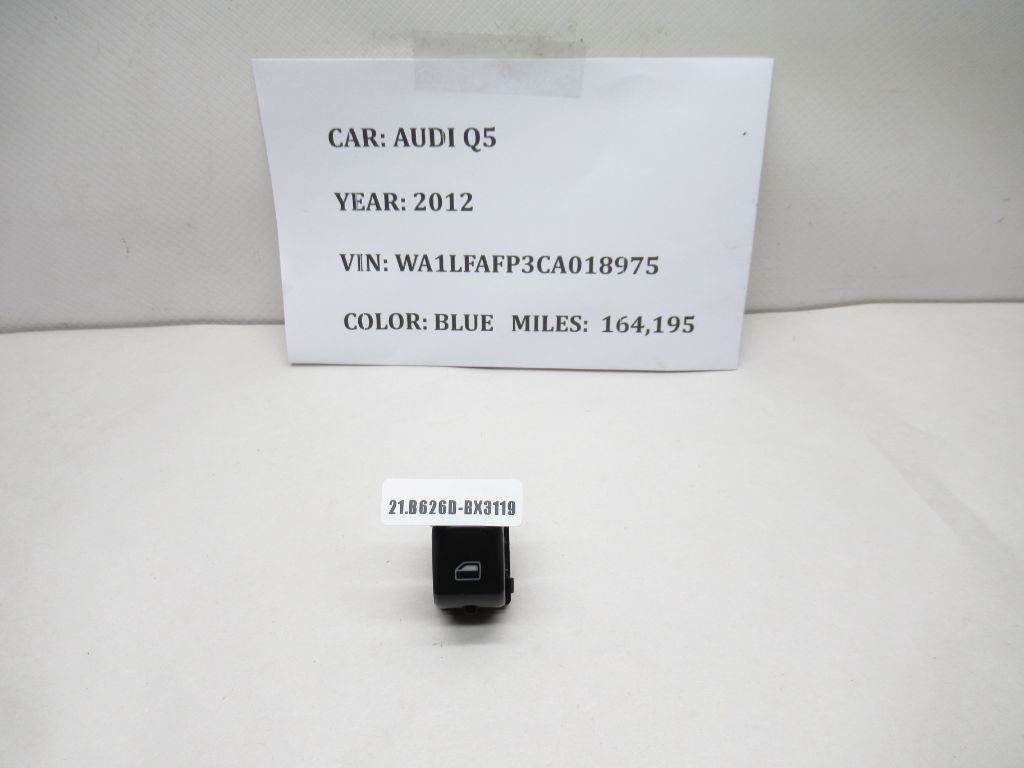 CAR: AUDI Q5
YEAR: 2012
VIN: WA1LFAFP3CA018975
COLOR: BLUE MILES: 164,195
21.B626D-BX3119